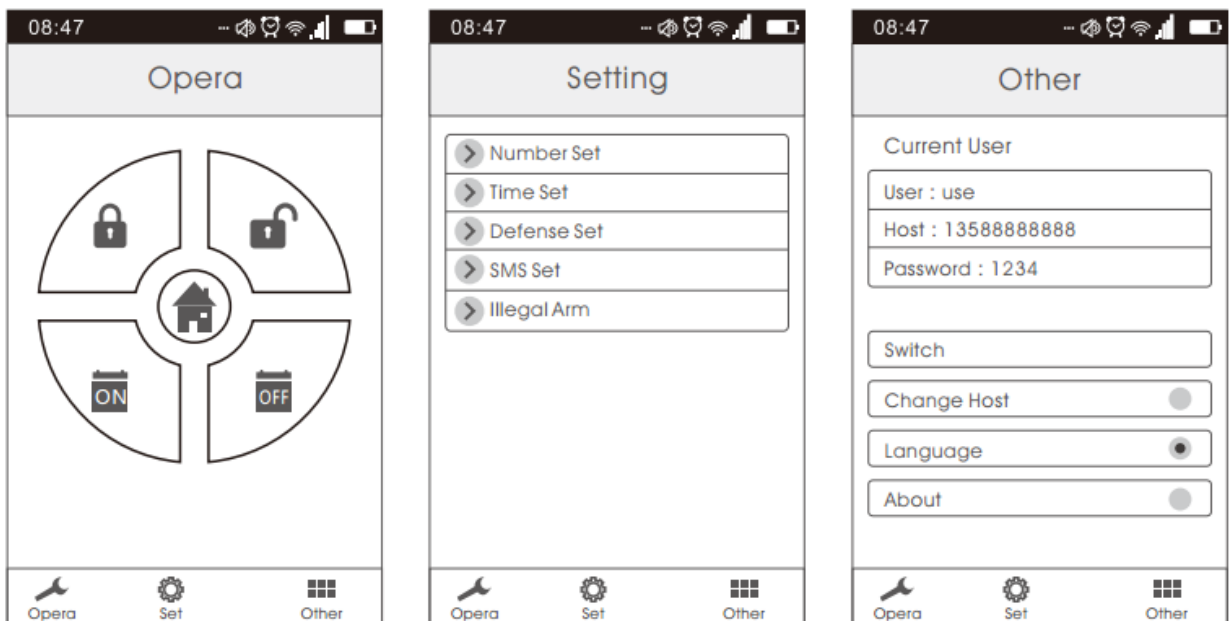 08:47
Opera
ON
OFF
Opera
Set
Other
08:47
Setting
Number Set
Time Set
Defense Set
SMS Set
Illegal Arm
Opera
Set
Other
08:47
Other
Current User
User : use
Host : 13588888888
Password : 1234
Switch
Change Host
Language
About
Opera
Set
Other